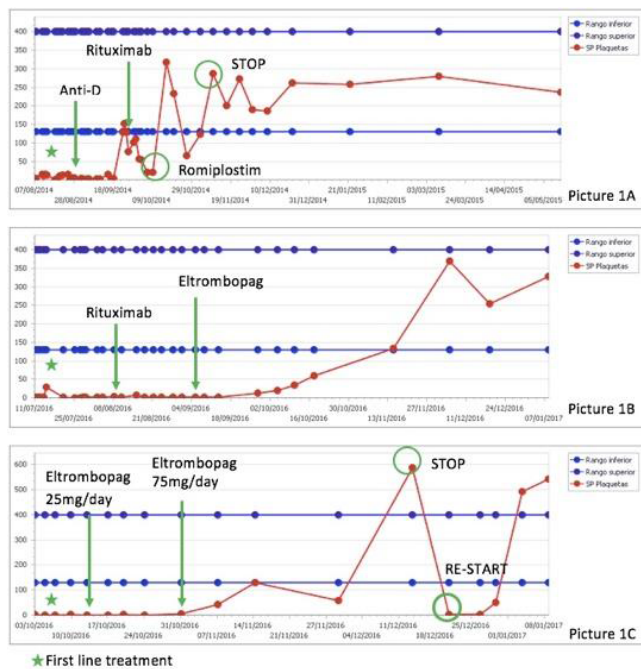 Rango inferior
Rango superior
SP Plaquetas
400
350
300
250
200
150
100
50
Rituximab
STOP
Anti-D
Romiplostim
07/08/2014
28/08/2014
18/09/2014
09/10/2014
29/10/2014
19/11/2014
10/12/2014
31/12/2014
21/01/2015
11/02/2015
03/03/2015
24/03/2015
14/04/2015
05/05/2015
Picture 1A
Rango inferior
Rango superior
SP Plaquetas
400
350
300
250
200
150
100
50
0
Eltrombopag
Rituximab
11/07/2016
25/07/2016
08/08/2016
21/08/2016
04/09/2016
18/09/2016
02/10/2016
16/10/2016
30/10/2016
13/11/2016
27/11/2016
11/12/2016
24/12/2016
07/01/2017
Picture 1B
Rango inferior
Rango superior
SP Plaquetas
600
500
400
300
200
100
0
Eltrombopag
25mg/day
Eltrombopag
75mg/day
STOP
RE-START
03/10/2016
10/10/2016
17/10/2016
24/10/2016
31/10/2016
07/11/2016
14/11/2016
21/11/2016
27/11/2016
04/12/2016
11/12/2016
18/12/2016
25/12/2016
01/01/2017
08/01/2017
Picture 1C
First line treatment